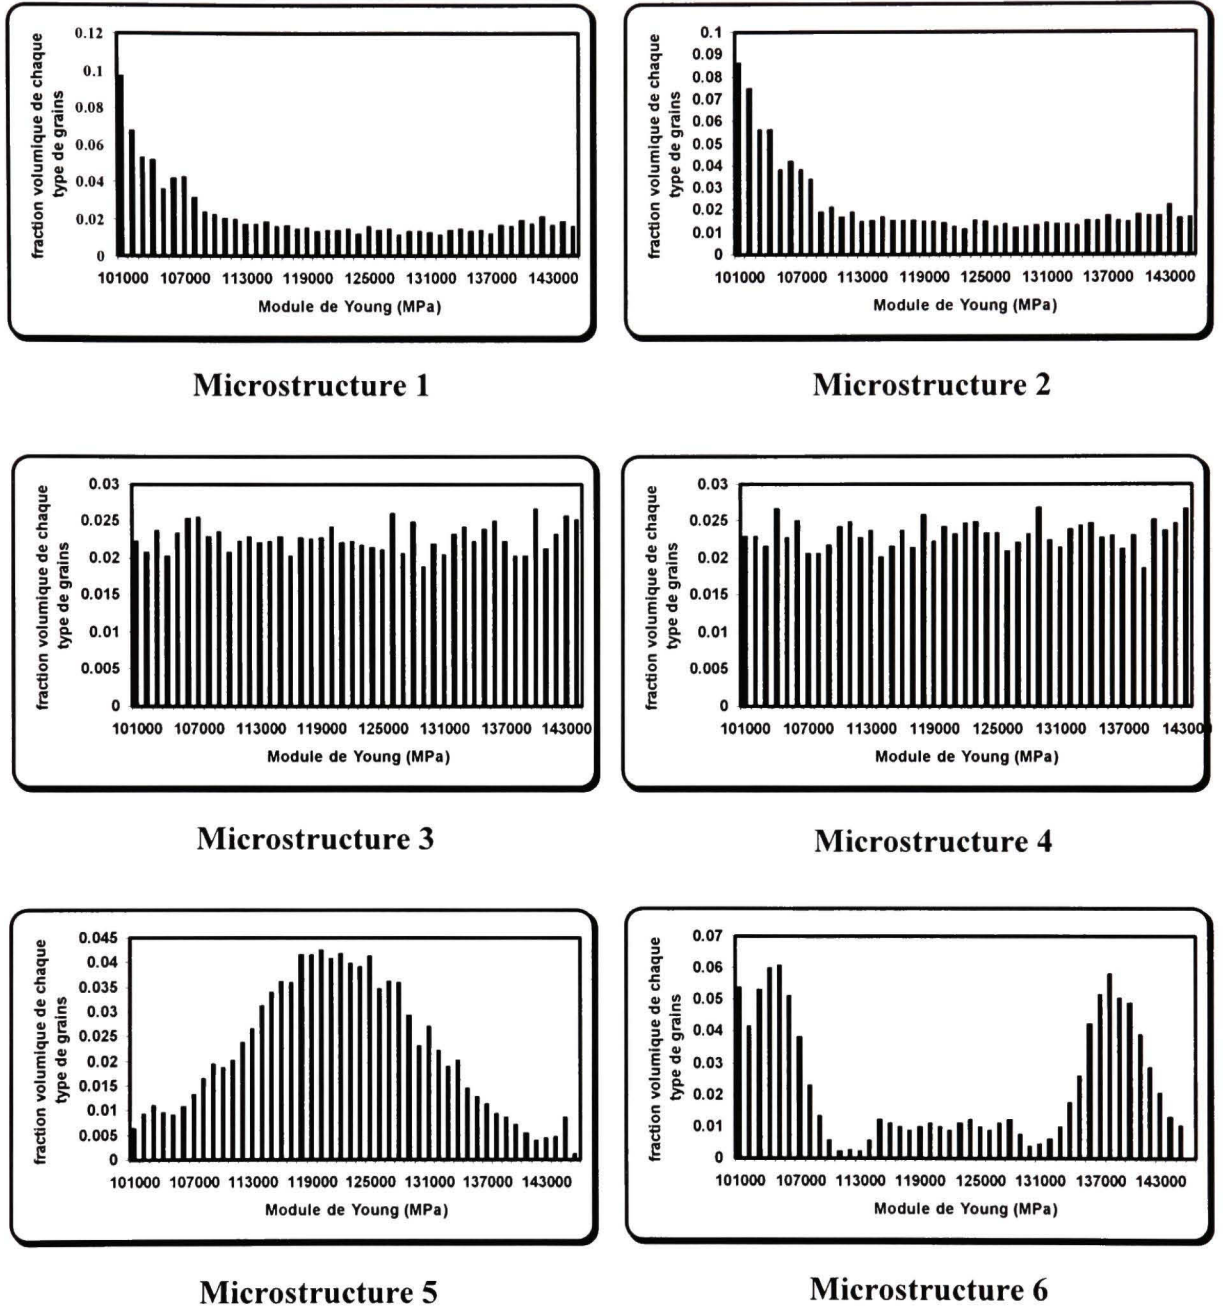 fraction volumique de chaque
type de grains
0.12
0.1
0.08
0.06
0.04
0.02
0
101000 107000 113000 119000 125000 131000 137000 143000
Module de Young (MPa)
Microstructure 1
fraction volumique de chaque
type de grains
0.1
0.09
0.08
0.07
0.06
0.05
0.04
0.03
0.02
0.01
0
101000 107000 113000 119000 125000 131000 137000 143000
Module de Young (MPa)
Microstructure 2
fraction volumique de chaque
type de grains
0.03
0.025
0.02
0.015
0.01
0.005
0
101000 107000 113000 119000 125000 131000 137000 143000
Module de Young (MPa)
Microstructure 3
fraction volumique de chaque
type de grains
0.03
0.025
0.02
0.015
0.01
0.005
0
101000 107000 113000 119000 125000 131000 137000 143000
Module de Young (MPa)
Microstructure 4
fraction volumique de chaque
type de grains
0.045
0.04
0.035
0.03
0.025
0.02
0.015
0.01
0.005
0
101000 107000 113000 119000 125000 131000 137000 143000
Module de Young (MPa)
Microstructure 5
fraction volumique de chaque
type de grains
0.07
0.06
0.05
0.04
0.03
0.02
0.01
0
101000 107000 113000 119000 125000 131000 137000 143000
Module de Young (MPa)
Microstructure 6